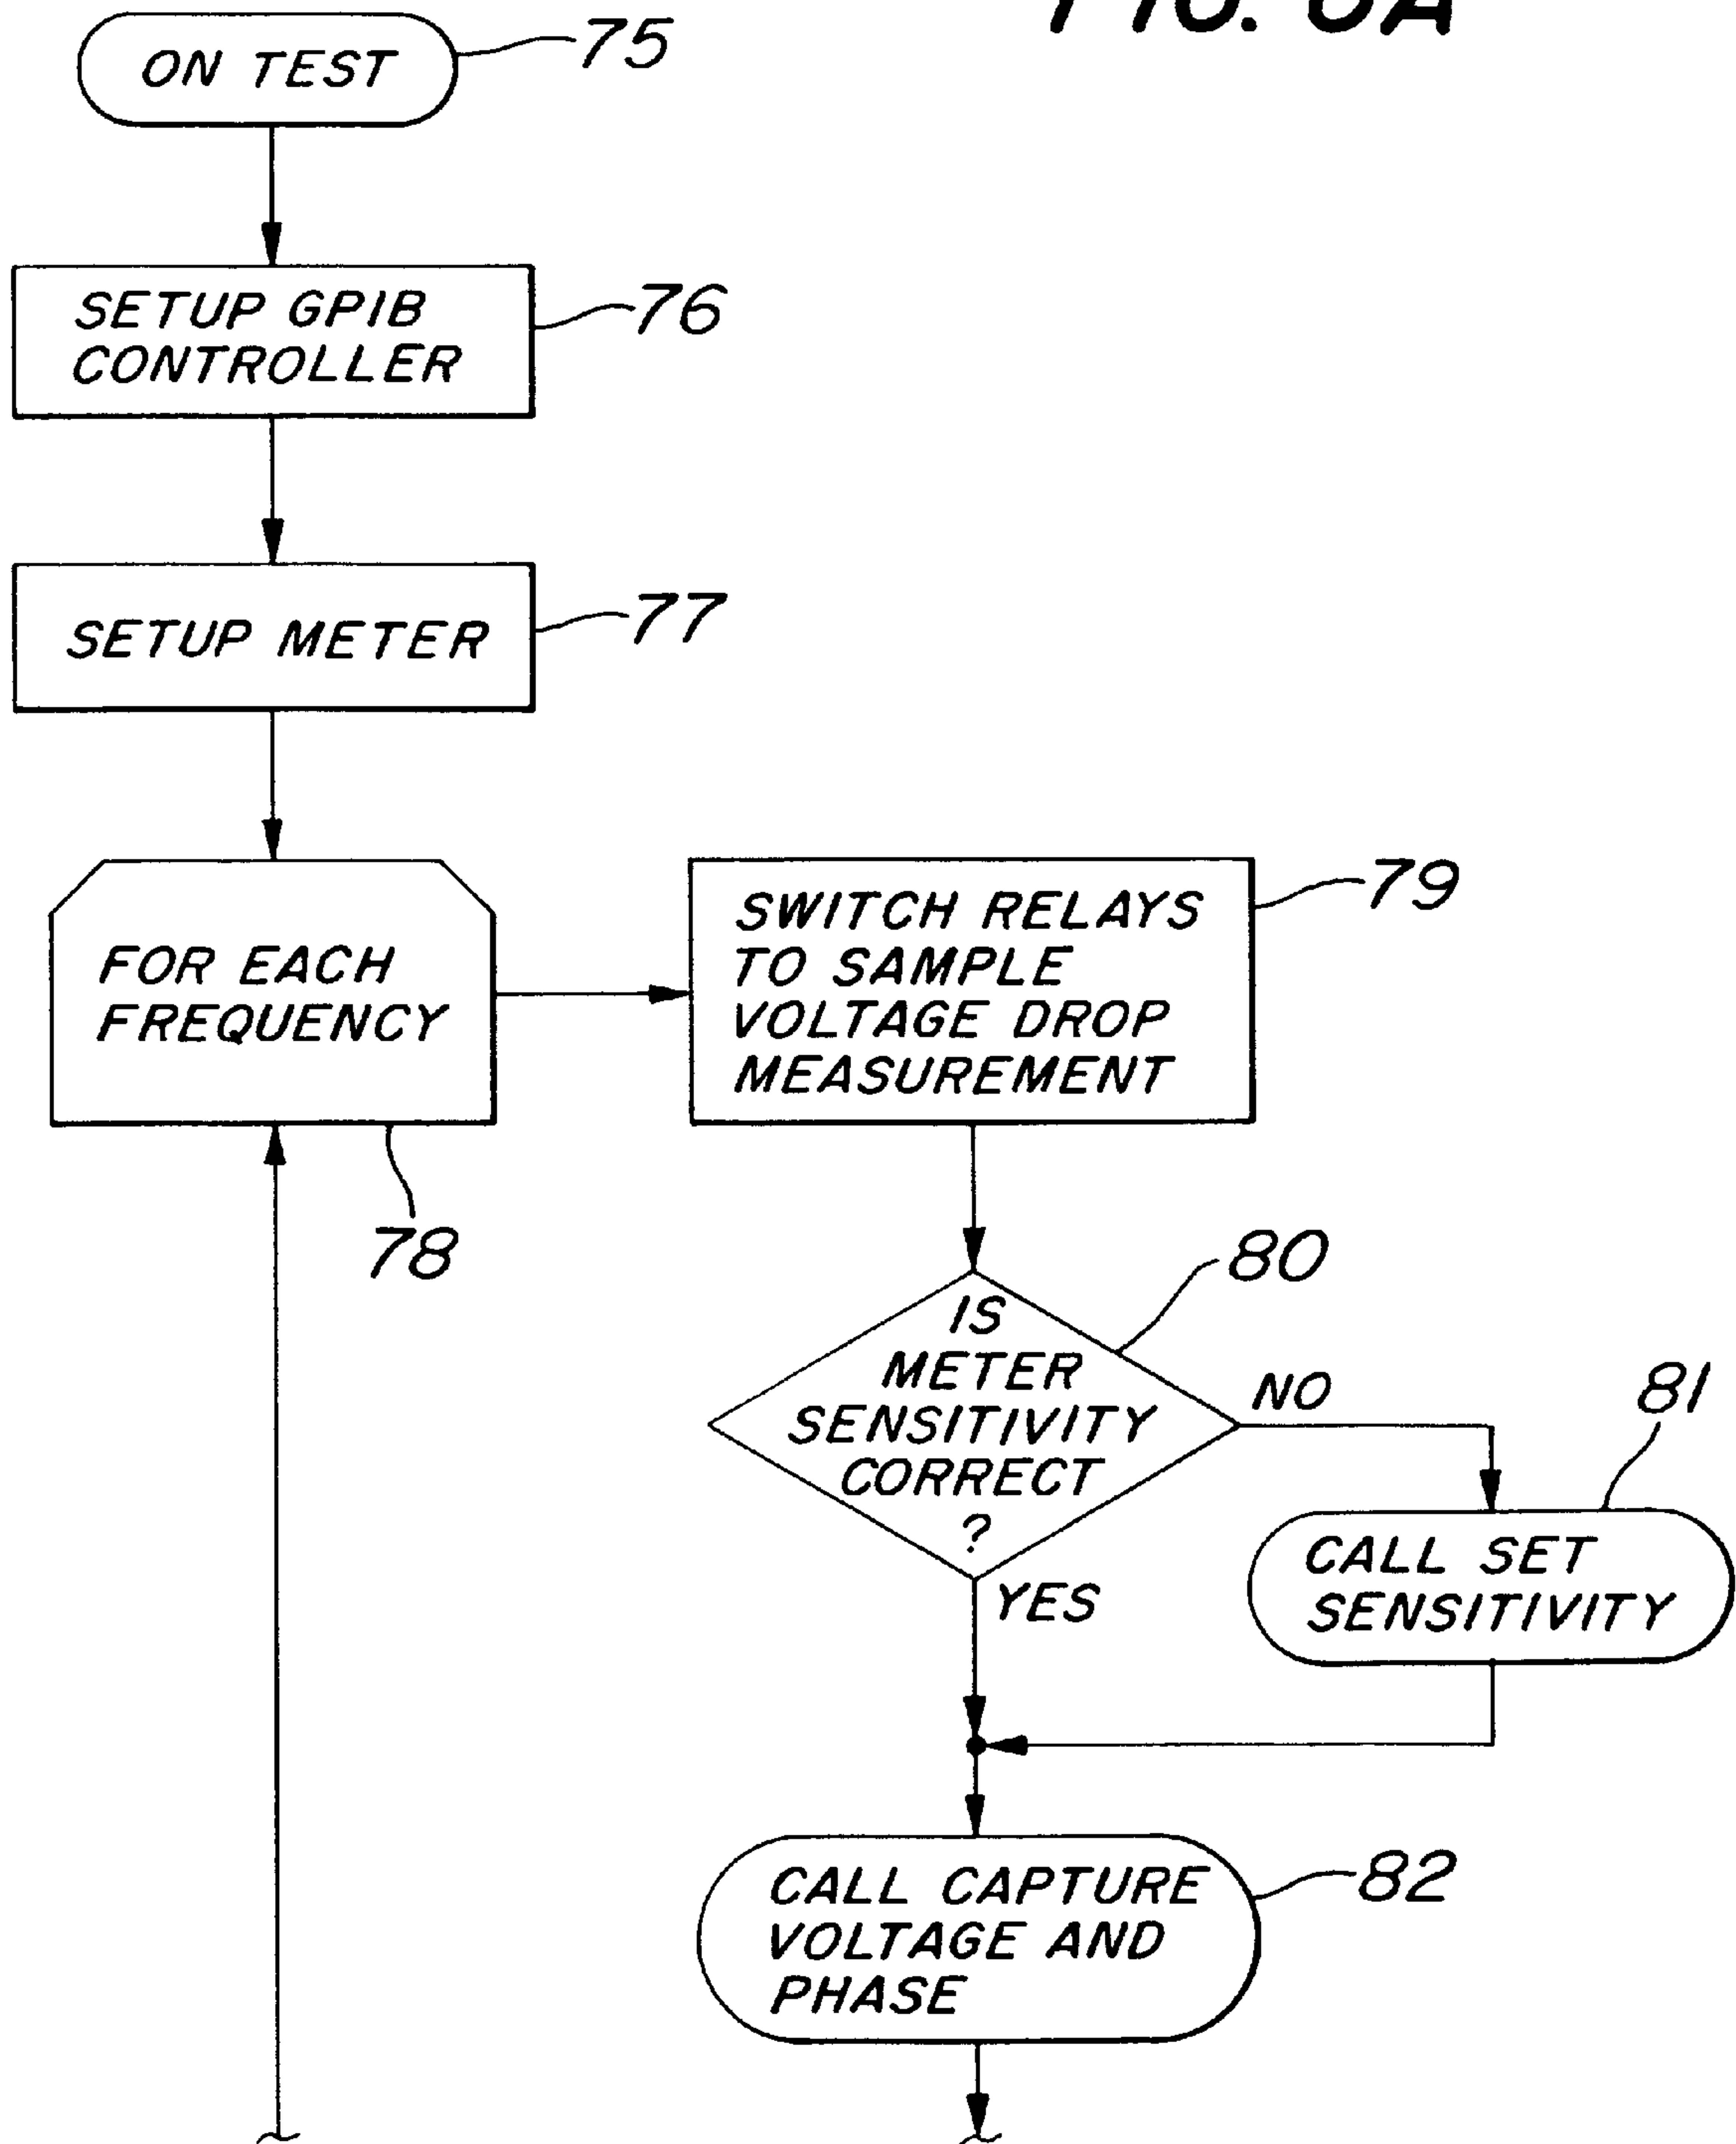 ON TEST
75
SETUP GPIB
CONTROLLER
76
SETUP METER
77
FOR EACH
FREQUENCY
78
SWITCH RELAYS
TO SAMPLE
VOLTAGE DROP
MEASUREMENT
79
IS
METER
SENSITIVITY
CORRECT
?
80
NO
YES
81
CALL SET
SENSITIVITY
CALL CAPTURE
VOLTAGE AND
PHASE
82